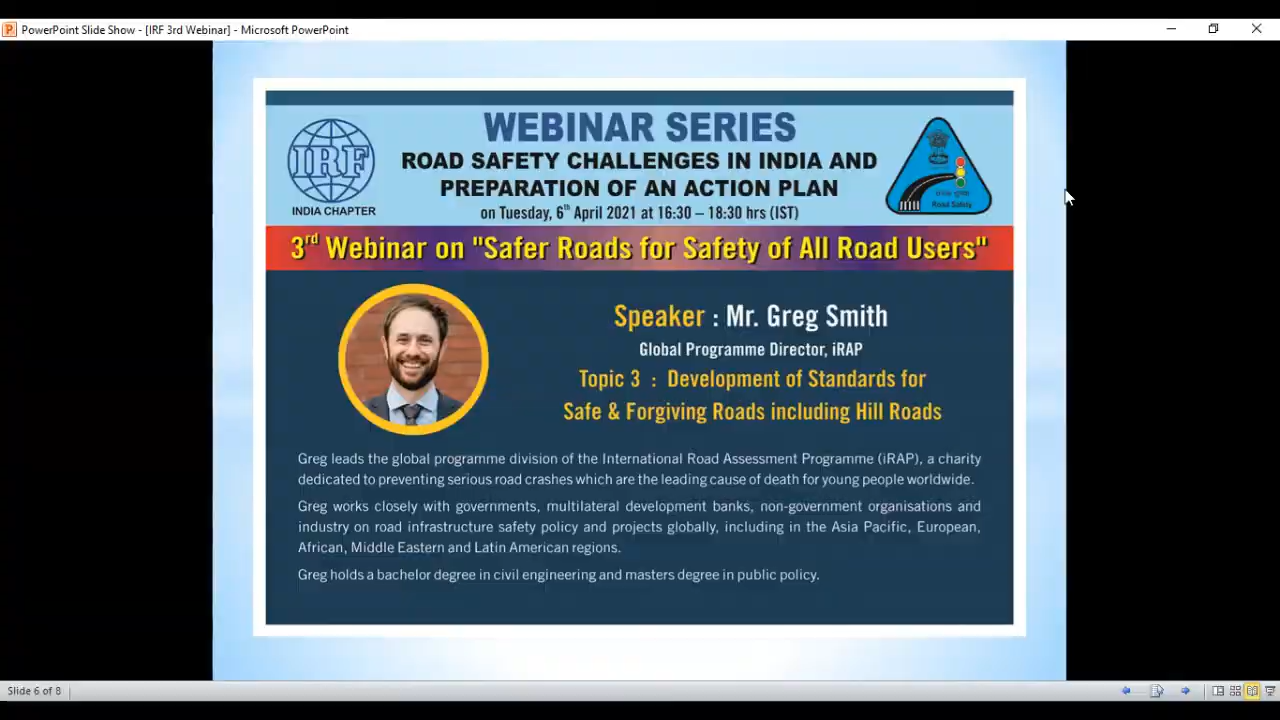 PowerPoint Slide Show - [IRF 3rd Webinar] - Microsoft PowerPoint
WEBINAR SERIES
ROAD SAFETY CHALLENGES IN INDIA AND
PREPARATION OF AN ACTION PLAN
on Tuesday, 6th April 2021 at 16:30 – 18:30 hrs (IST)
IRF
INDIA CHAPTER
Road Safety
3rd Webinar on "Safer Roads for Safety of All Road Users"
Speaker : Mr. Greg Smith
Global Programme Director, iRAP
Topic 3 : Development of Standards for
Safe & Forgiving Roads including Hill Roads
Greg leads the global programme division of the International Road Assessment Programme (iRAP), a charity
dedicated to preventing serious road crashes which are the leading cause of death for young people worldwide.
Greg works closely with governments, multilateral development banks, non-government organisations and
industry on road infrastructure safety policy and projects globally, including in the Asia Pacific, European,
African, Middle Eastern and Latin American regions.
Greg holds a bachelor degree in civil engineering and masters degree in public policy.
Slide 6 of 8